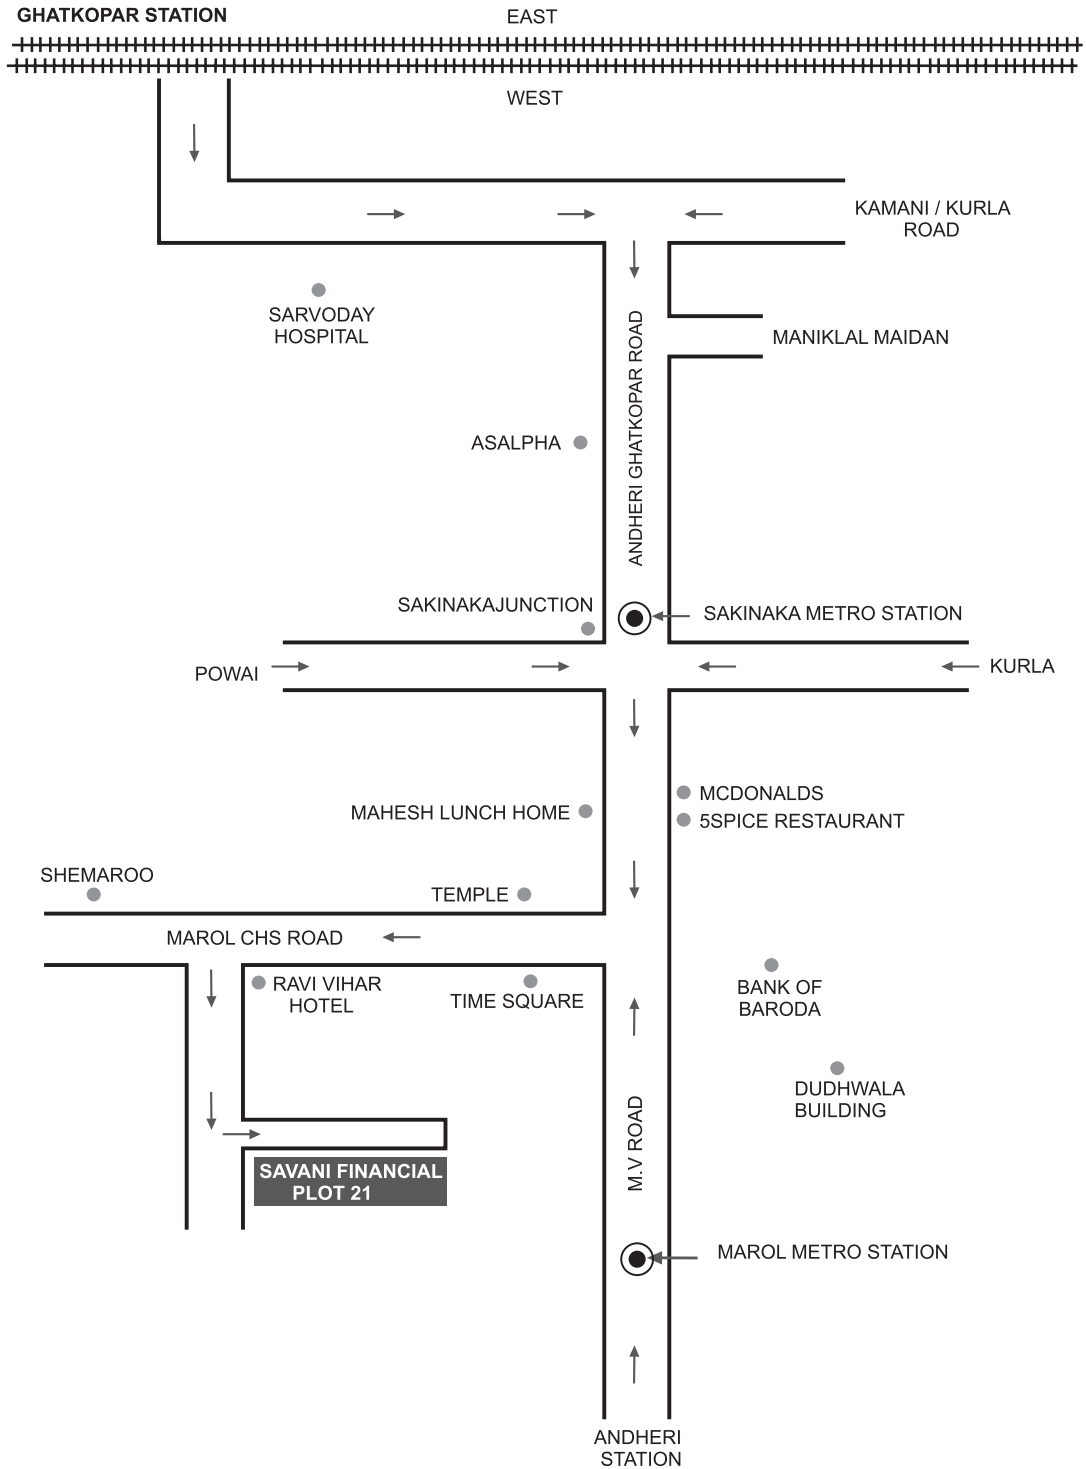 GHATKOPAR STATION
EAST
WEST
KAMANI / KURLA
ROAD
SARVODAY
HOSPITAL
MANIKLAL MAIDAN
ANDHERI GHATKOPAR ROAD
ASALPHA
SAKINAKAJUNCTION
SAKINAKA METRO STATION
POWAI
KURLA
MAHESH LUNCH HOME
MCDONALDS
5SPICE RESTAURANT
SHEMAROO
TEMPLE
MAROL CHS ROAD
RAVI VIHAR
HOTEL
TIME SQUARE
BANK OF
BARODA
DUDHWALA
BUILDING
M.V ROAD
SAVANI FINANCIAL
PLOT 21
MAROL METRO STATION
ANDHERI
STATION